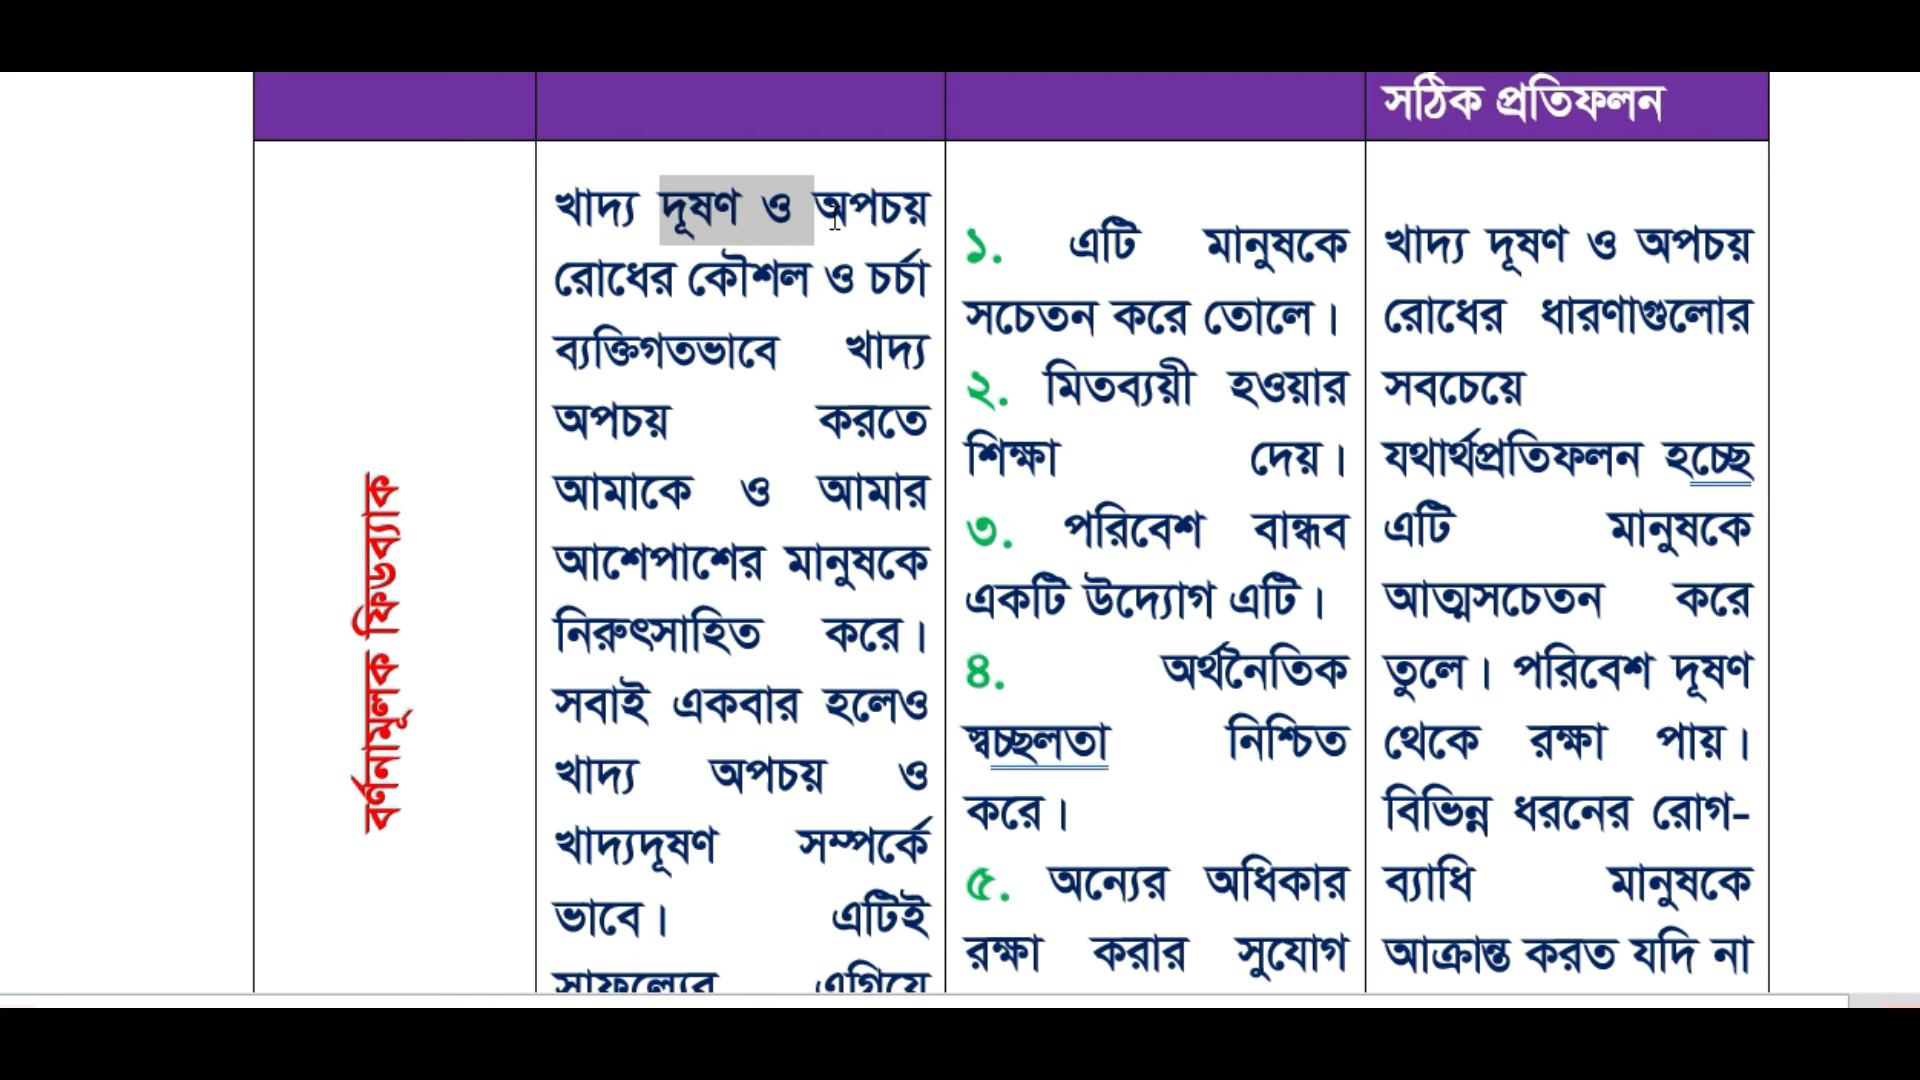 সঠিক প্রতিফলন
বর্ণনামূলক ফিডব্যাক
খাদ্য দূষণ ও অপচয়
রোধের কৌশল ও চর্চা
ব্যক্তিগতভাবে খাদ্য
অপচয় করতে
আমাকে ও আমার
আশেপাশের মানুষকে
নিরুৎসাহিত করে।
সবাই একবার হলেও
খাদ্য অপচয় ও
খাদ্যদূষণ সম্পর্কে
ভাবে। এটিই
সাফল্যের এগিয়ে
১. এটি মানুষকে
সচেতন করে তোলে।
২. মিতব্যয়ী হওয়ার
শিক্ষা দেয়।
৩. পরিবেশ বান্ধব
একটি উদ্যোগ এটি।
৪. অর্থনৈতিক
স্বচ্ছলতা নিশ্চিত
করে।
৫. অন্যের অধিকার
রক্ষা করার সুযোগ
খাদ্য দূষণ ও অপচয়
রোধের ধারণাগুলোর
সবচেয়ে
যথার্থপ্রতিফলন হচ্ছে
এটি মানুষকে
আত্মসচেতন করে
তুলে। পরিবেশ দূষণ
থেকে রক্ষা পায়।
বিভিন্ন ধরনের রোগ-
ব্যাধি মানুষকে
আক্রান্ত করত যদি না